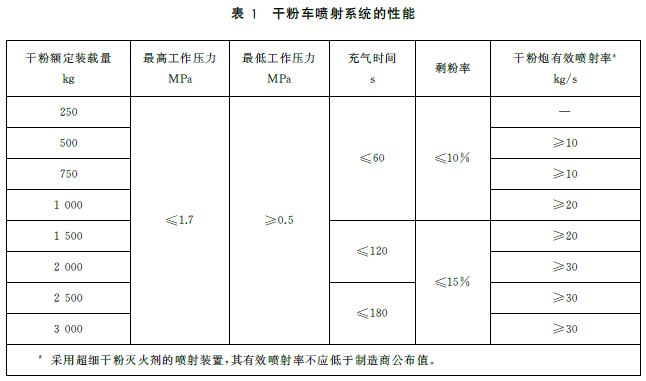 表 1 干粉车喷射系统的性能
干粉额定装载量 最高工作压力 最低工作压力 充气时间 剩粉率 干粉炮有效喷射率*
kg MPa MPa s kg/s
250 —
500 ≥10
≤60 ≤10%
750 ≥10
1 000 ≥20
≤1.7 ≥0.5
1 500 ≥20
≤120
2 000 ≥30
≤15%
2 500 ≥30
≤180
3 000 ≥30
* 采用超细干粉灭火剂的喷射装置,其有效喷射率不应低于制造商公布值。